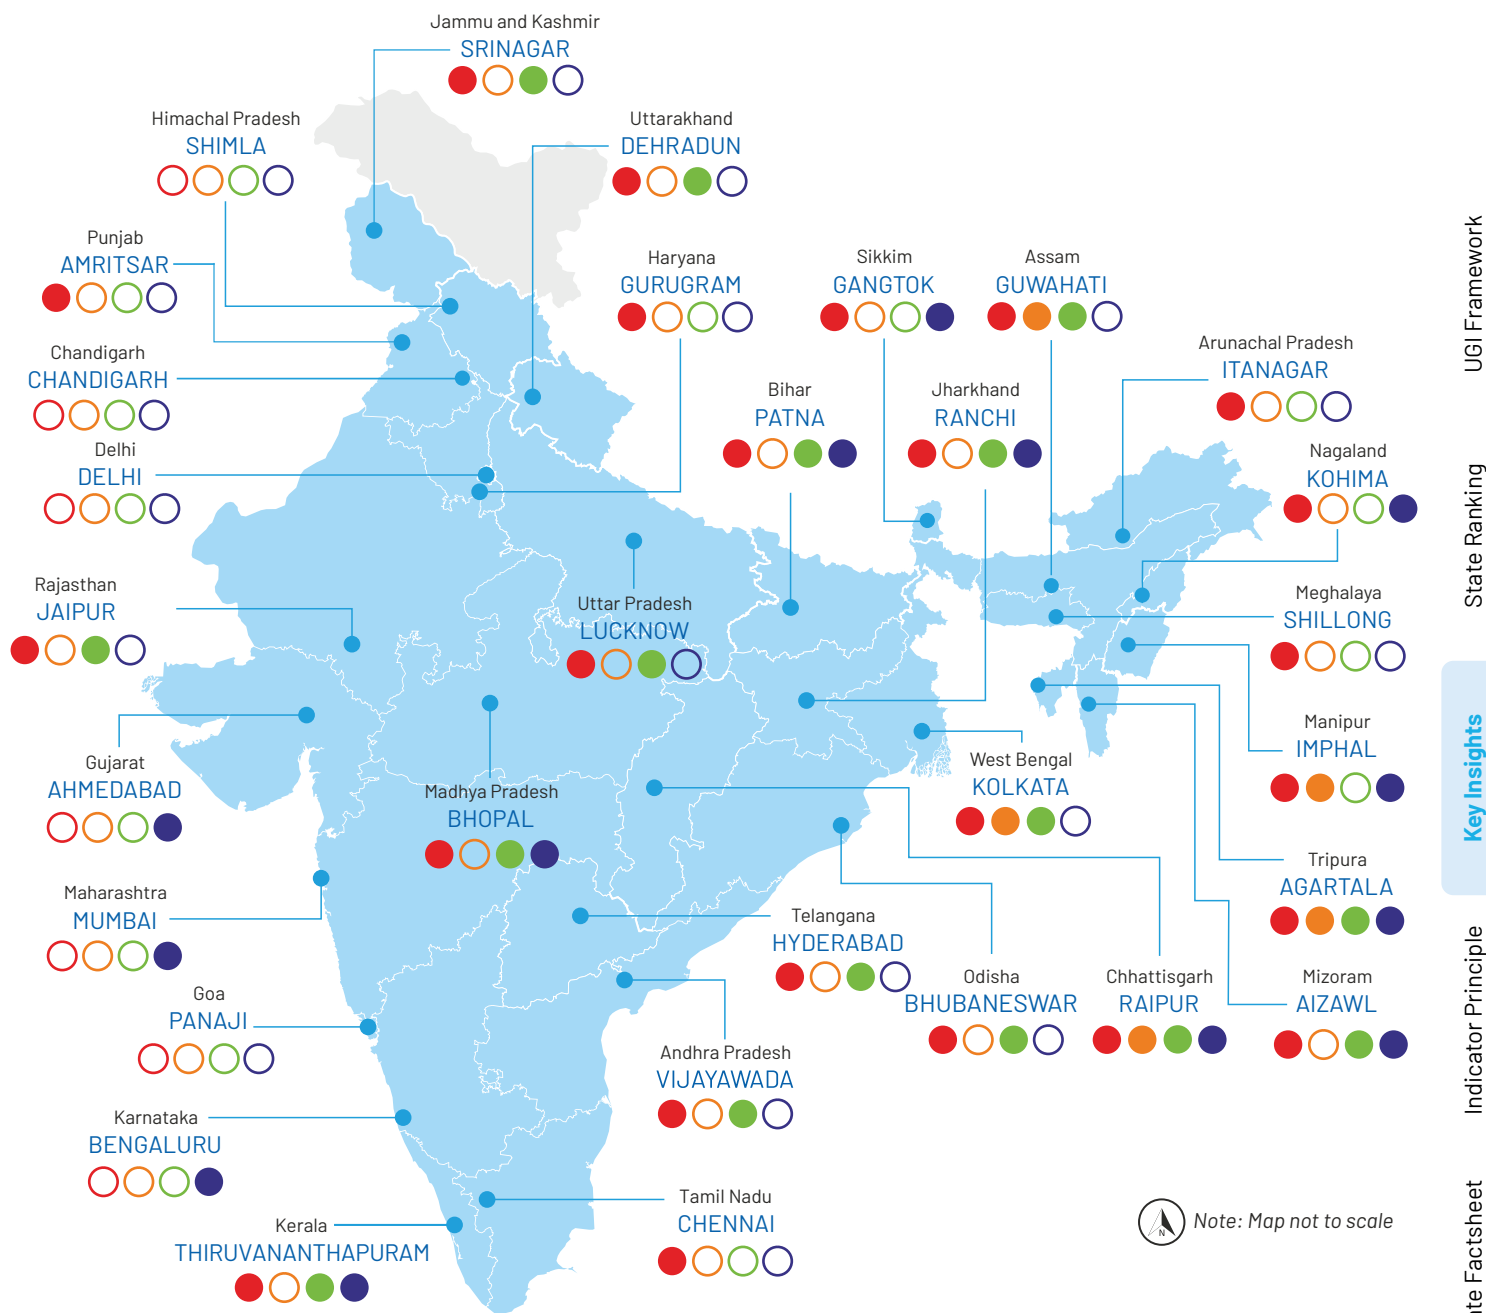 Jammu and Kashmir
SRINAGAR
Himachal Pradesh
SHIMLA
Uttarakhand
DEHRADUN
Punjab
AMRITSAR
Haryana
GURUGRAM
Sikkim
GANGTOK
Assam
GUWAHATI
Chandigarh
CHANDIGARH
Arunachal Pradesh
ITANAGAR
Bihar
PATNA
Jharkhand
RANCHI
Delhi
DELHI
Nagaland
KOHIMA
Rajasthan
JAIPUR
Uttar Pradesh
LUCKNOW
Meghalaya
SHILLONG
Manipur
IMPHAL
Gujarat
AHMEDABAD
Madhya Pradesh
BHOPAL
West Bengal
KOLKATA
Tripura
AGARTALA
Maharashtra
MUMBAI
Telangana
HYDERABAD
Odisha
BHUBANESWAR
Chhattisgarh
RAIPUR
Mizoram
AIZAWL
Goa
PANAJI
Andhra Pradesh
VIJAYAWADA
Karnataka
BENGALURU
Tamil Nadu
CHENNAI
Kerala
THIRUVANANTHAPURAM
N
Note: Map not to scale
UGI Framework
State Ranking
Key Insights
Indicator Principle
Factsheet